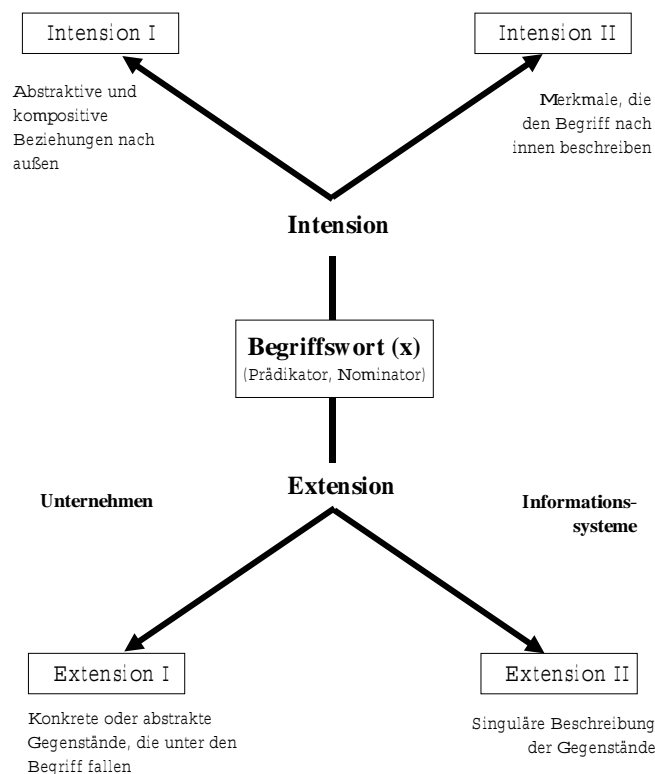 Intension I
Intension II
Abstraktive und
kompositive
Beziehungen nach
außen
Merkmale, die
den Begriff nach
innen beschreiben
Intension
Begriffswort (x)
(Prädikator, Nominator)
Extension
Unternehmen
Informations-
systeme
Extension I
Extension II
Konkrete oder abstrakte
Gegenstände, die unter den
Begriff fallen
Singuläre Beschreibung
der Gegenstände